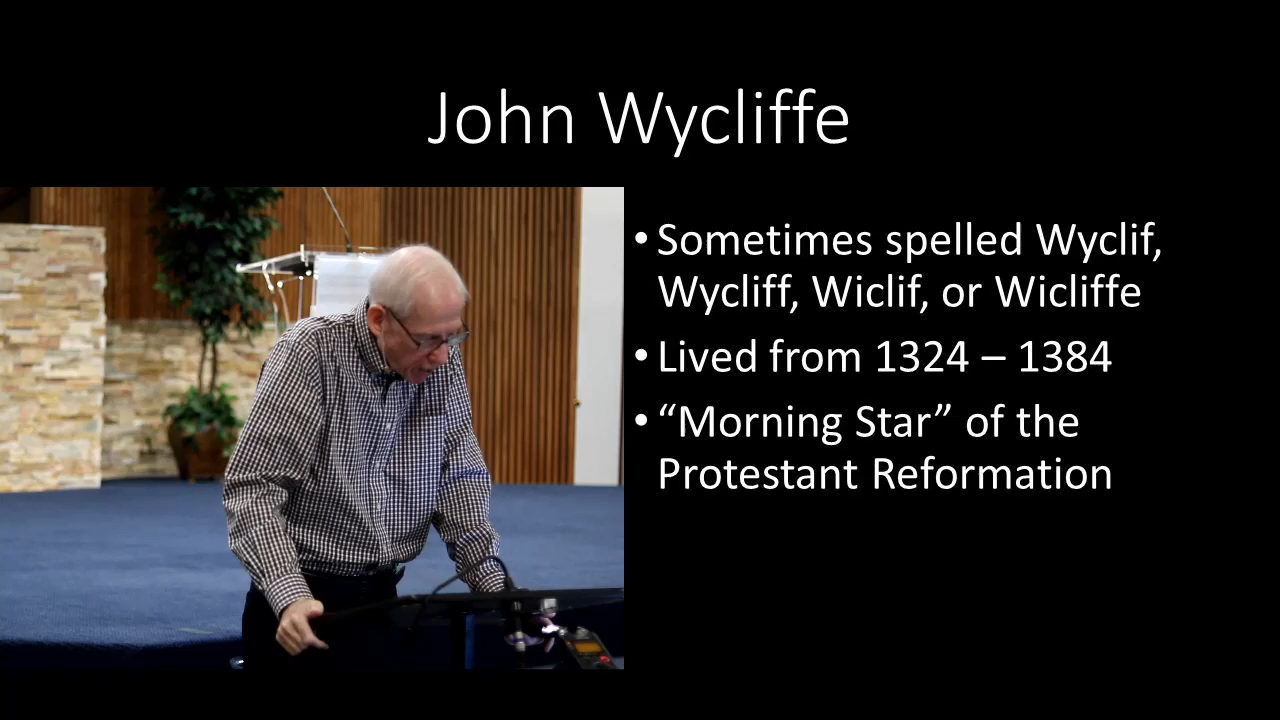 John Wycliffe
• Sometimes spelled Wyclif,
Wycliff, Wiclif, or Wicliffe
• Lived from 1324 – 1384
• “Morning Star” of the
Protestant Reformation